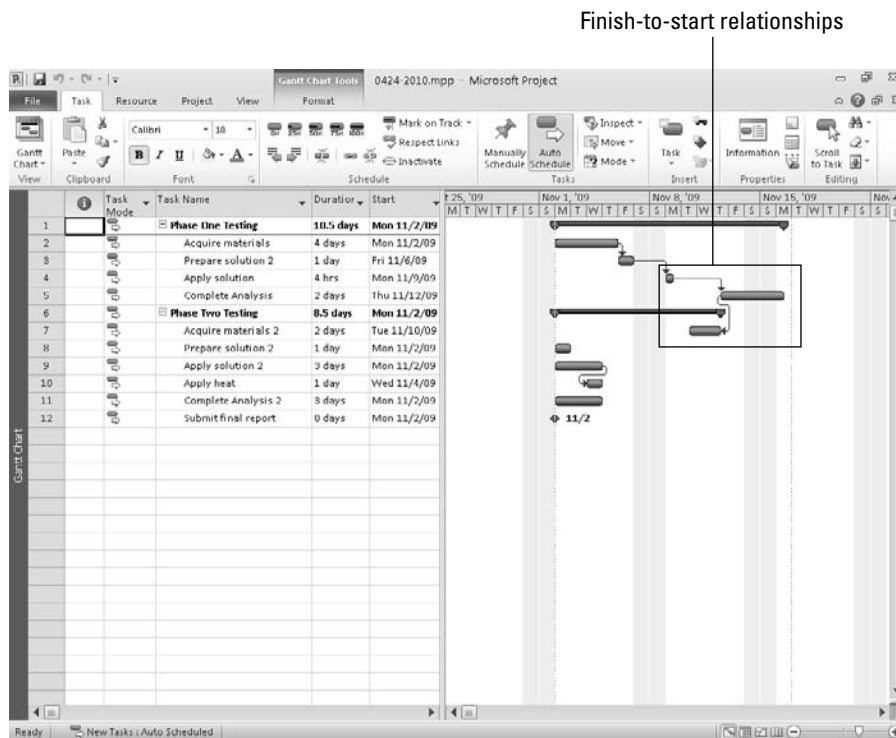 Finish-to-start relationships
Gantt Chart Tools 0424-2010.mpp - Microsoft Project
File Task Resource Project View Format
Gantt Chart Paste Calibri 18 B I U A 0% 25% 50% 75% 100% Mark on Track Respect Links Inactivate Manually Schedule Auto Schedule Inspect Move Mode Task Information Scroll to Task
View Clipboard Font Schedule Tasks Insert Properties Editing
Task Mode Task Name Duration Start t 25, '09 Nov 1, '09 Nov 8, '09 Nov 15, '09 Nov
M T W T F S S M T W T F S S M T W T F S S M T W T F S S
1 Phase One Testing 10.5 days Mon 11/2/09
2 Acquire materials 4 days Mon 11/2/09
3 Prepare solution 2 1 day Fri 11/6/09
4 Apply solution 4 hrs Mon 11/9/09
5 Complete Analysis 2 days Thu 11/12/09
6 Phase Two Testing 8.5 days Mon 11/2/09
7 Acquire materials 2 2 days Tue 11/10/09
8 Prepare solution 2 1 day Mon 11/2/09
9 Apply solution 2 3 days Mon 11/2/09
10 Apply heat 1 day Wed 11/4/09
11 Complete Analysis 2 3 days Mon 11/2/09
12 Submit final report 0 days Mon 11/2/09 11/2
Gantt Chart
Ready New Tasks : Auto Scheduled